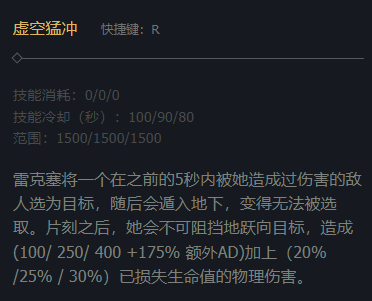 虚空猛冲 快捷键：R
技能消耗：0/0/0
技能冷却（秒）：100/90/80
范围：1500/1500/1500
雷克塞将一个在之前的5秒内被她造成过伤害的敌
人选为目标，随后会遁入地下，变得无法被选
取。片刻之后，她会不可阻挡地跃向目标，造成
(100/ 250/ 400 +175% 额外AD)加上（20%
/25% / 30%）已损失生命值的物理伤害。